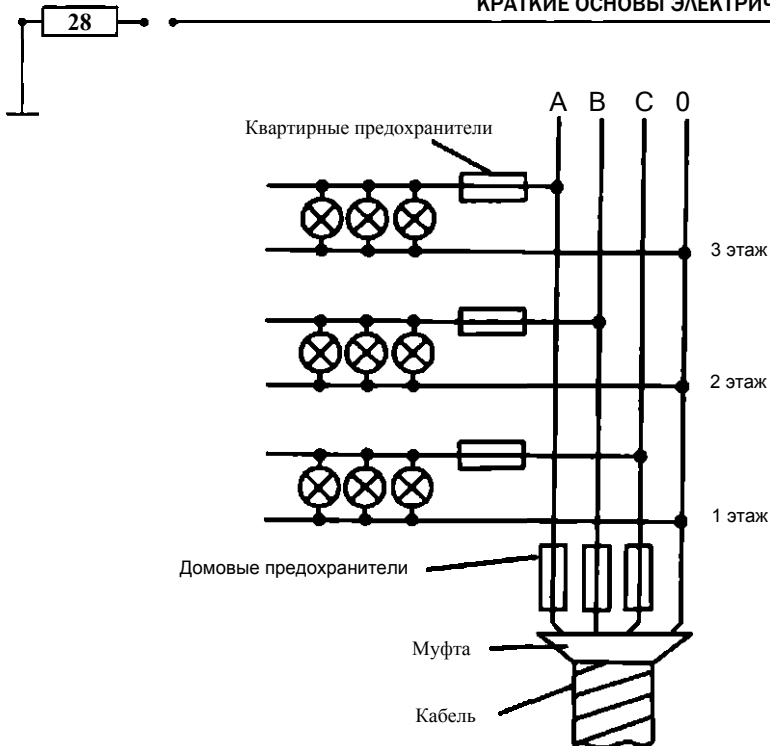 КРАТКИЕ ОСНОВЫ ЭЛЕКТРИЧ
28
A B C 0
Квартирные предохранители
3 этаж
2 этаж
1 этаж
Домовые предохранители
Муфта
Кабель